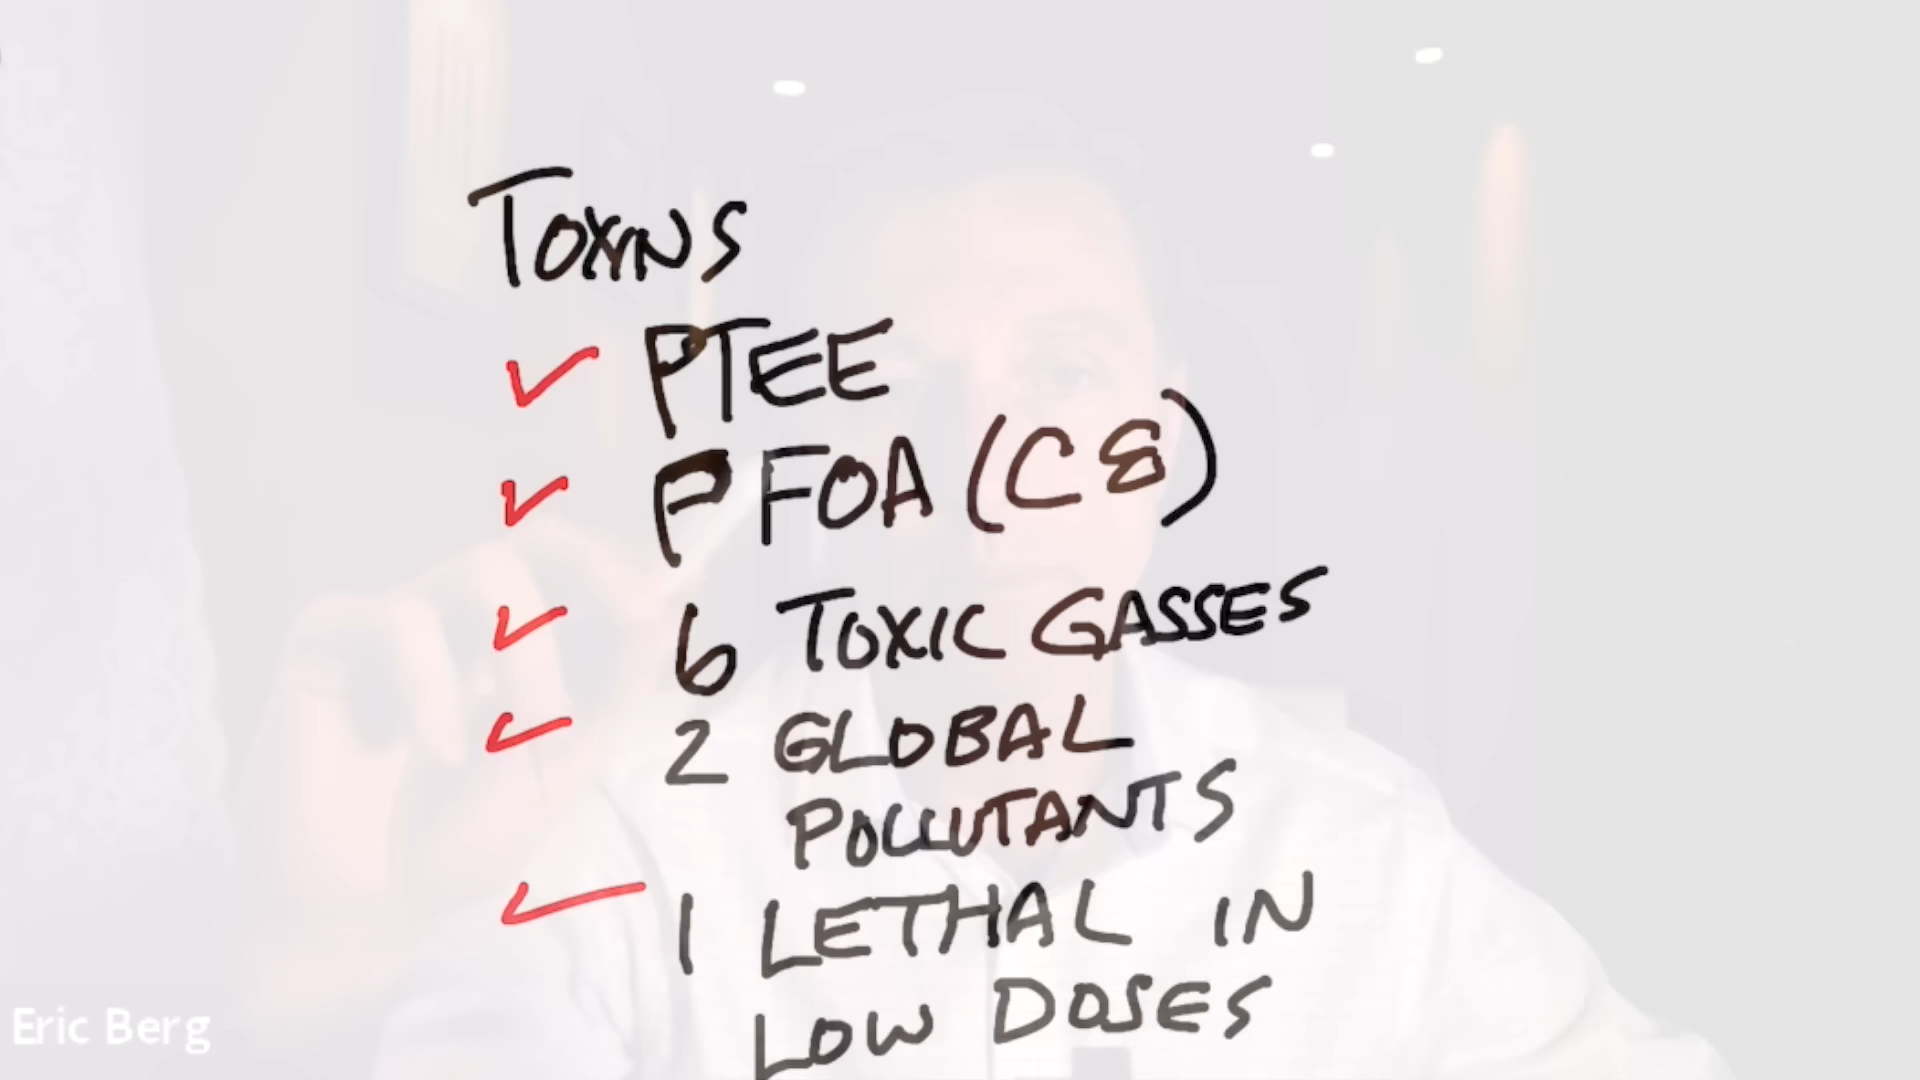 TOXINS
PTEE
PFOA (C8)
6 TOXIC GASSES
2 GLOBAL
POLLUTANTS
1 LETHAL IN
LOW DOSES
Eric Berg